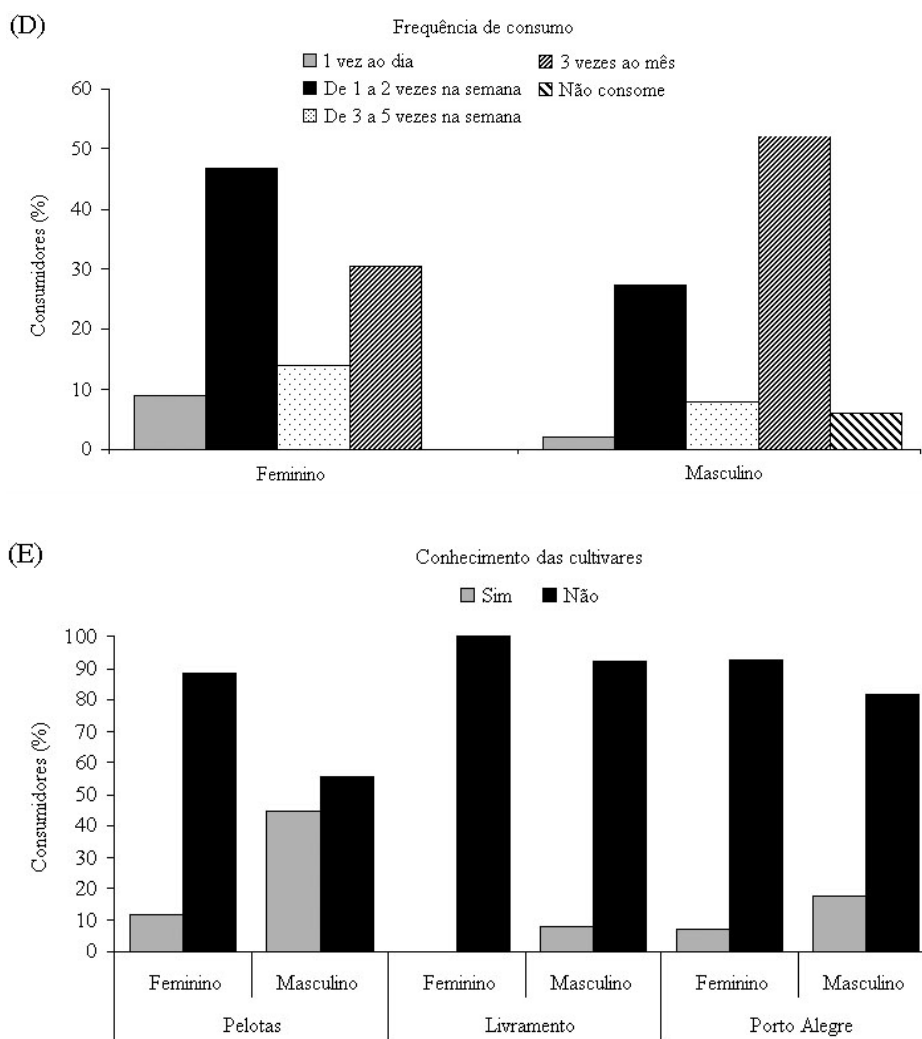 (D)
Frequência de consumo
1 vez ao dia
3 vezes ao mês
De 1 a 2 vezes na semana
Não consome
De 3 a 5 vezes na semana
60
50
40
30
20
10
0
Consumidores (%)
Feminino Masculino
(E)
Conhecimento das cultivares
Sim Não
100
90
80
70
60
50
40
30
20
10
0
Consumidores (%)
Feminino Masculino Feminino Masculino Feminino Masculino
Pelotas Livramento Porto Alegre